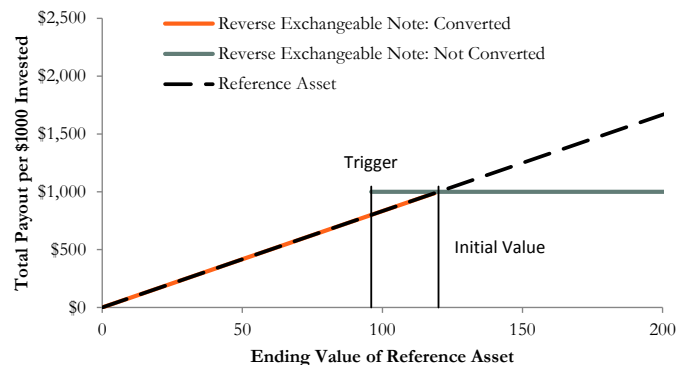 $2,500
$2,000
$1,500
$1,000
$500
$0
Total Payout per $1000 Invested
Reverse Exchangeable Note: Converted
Reverse Exchangeable Note: Not Converted
Reference Asset
Trigger
Initial Value
0 50 100 150 200
Ending Value of Reference Asset